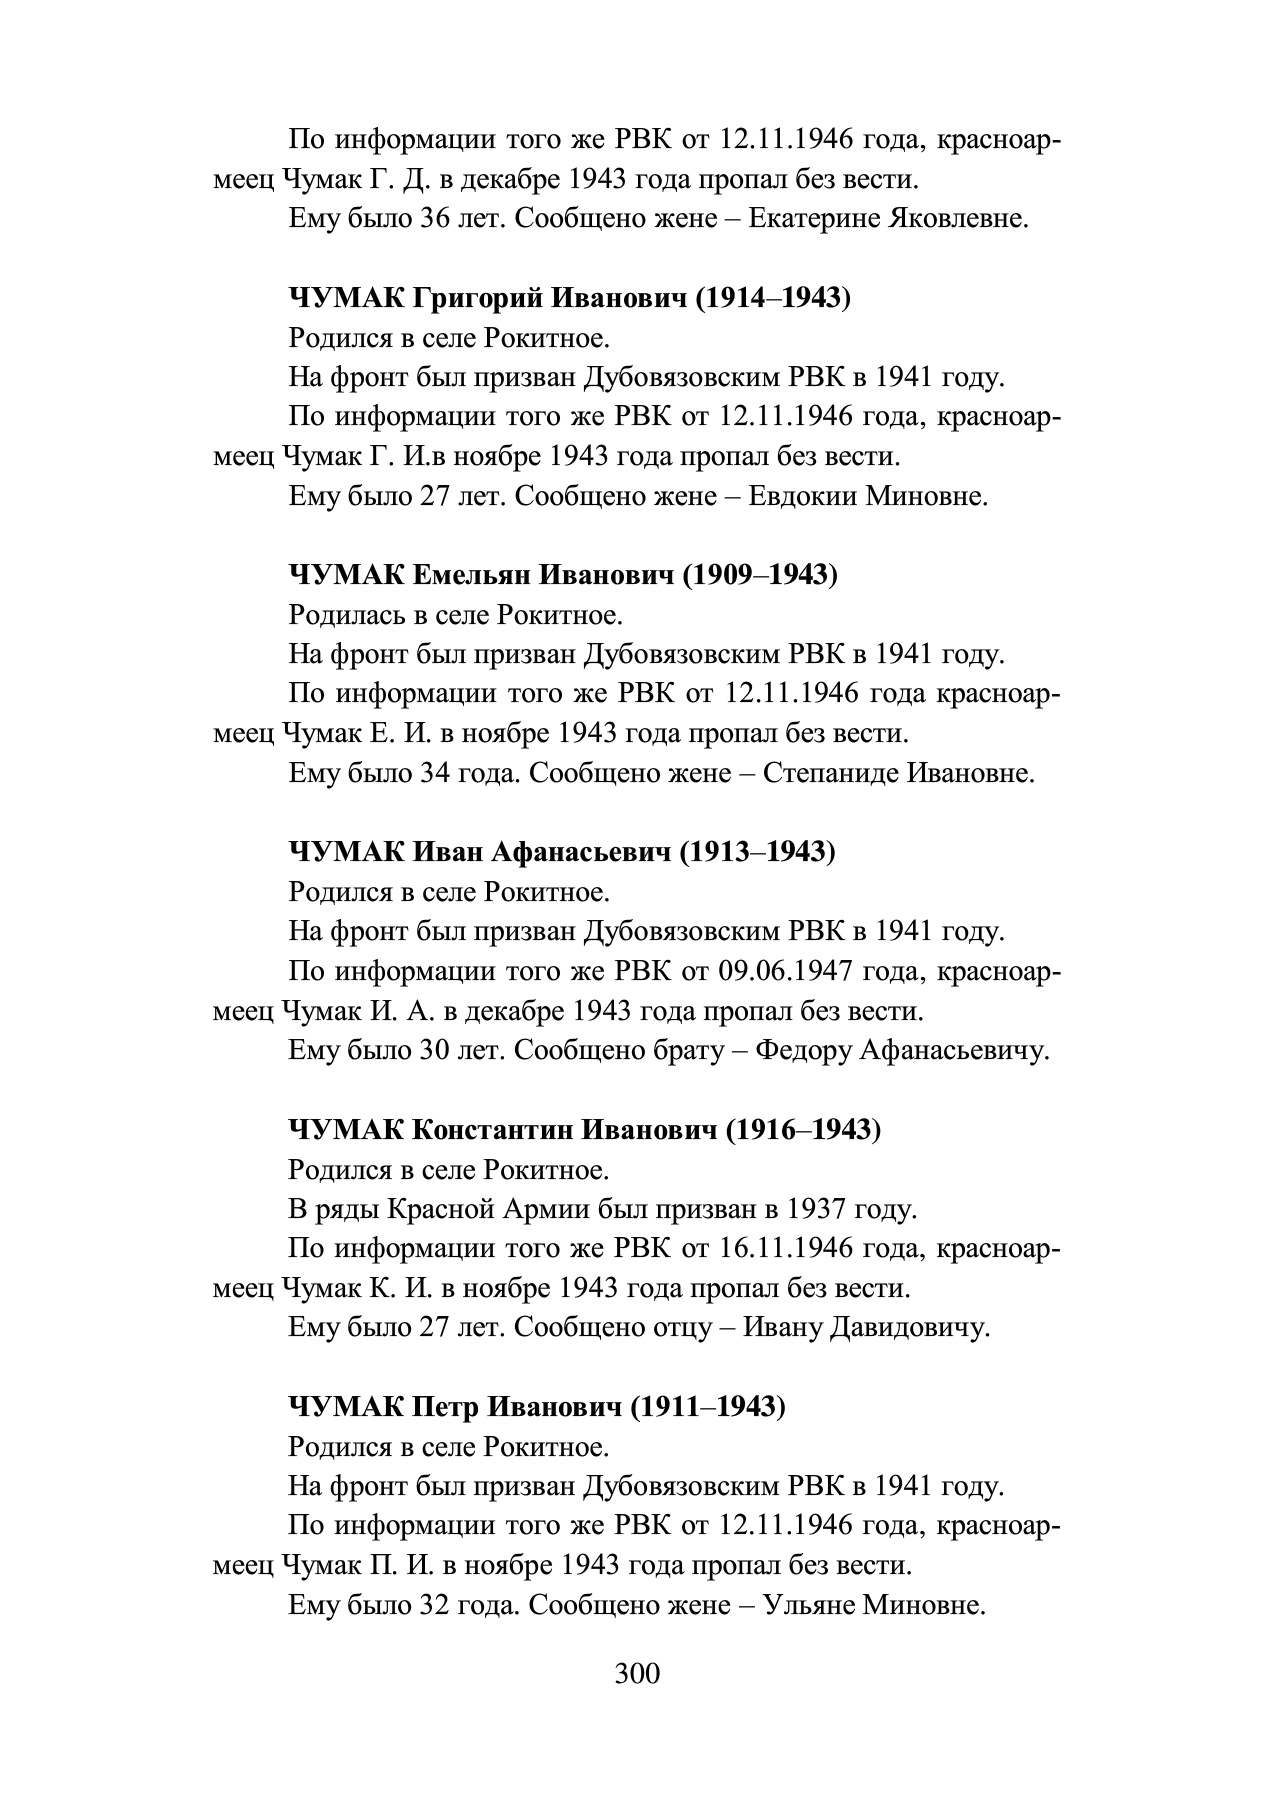 По информации того же РВК от 12.11.1946 года, красноар-
меец Чумак Г. Д. в декабре 1943 года пропал без вести.
Ему было 36 лет. Сообщено жене – Екатерине Яковлевне.
ЧУМАК Григорий Иванович (1914–1943)
Родился в селе Рокитное.
На фронт был призван Дубовязовским РВК в 1941 году.
По информации того же РВК от 12.11.1946 года, красноар-
меец Чумак Г. И.в ноябре 1943 года пропал без вести.
Ему было 27 лет. Сообщено жене – Евдокии Миновне.
ЧУМАК Емельян Иванович (1909–1943)
Родилась в селе Рокитное.
На фронт был призван Дубовязовским РВК в 1941 году.
По информации того же РВК от 12.11.1946 года красноар-
меец Чумак Е. И. в ноябре 1943 года пропал без вести.
Ему было 34 года. Сообщено жене – Степаниде Ивановне.
ЧУМАК Иван Афанасьевич (1913–1943)
Родился в селе Рокитное.
На фронт был призван Дубовязовским РВК в 1941 году.
По информации того же РВК от 09.06.1947 года, красноар-
меец Чумак И. А. в декабре 1943 года пропал без вести.
Ему было 30 лет. Сообщено брату – Федору Афанасьевичу.
ЧУМАК Константин Иванович (1916–1943)
Родился в селе Рокитное.
В ряды Красной Армии был призван в 1937 году.
По информации того же РВК от 16.11.1946 года, красноар-
меец Чумак К. И. в ноябре 1943 года пропал без вести.
Ему было 27 лет. Сообщено отцу – Ивану Давидовичу.
ЧУМАК Петр Иванович (1911–1943)
Родился в селе Рокитное.
На фронт был призван Дубовязовским РВК в 1941 году.
По информации того же РВК от 12.11.1946 года, красноар-
меец Чумак П. И. в ноябре 1943 года пропал без вести.
Ему было 32 года. Сообщено жене – Ульяне Миновне.
300